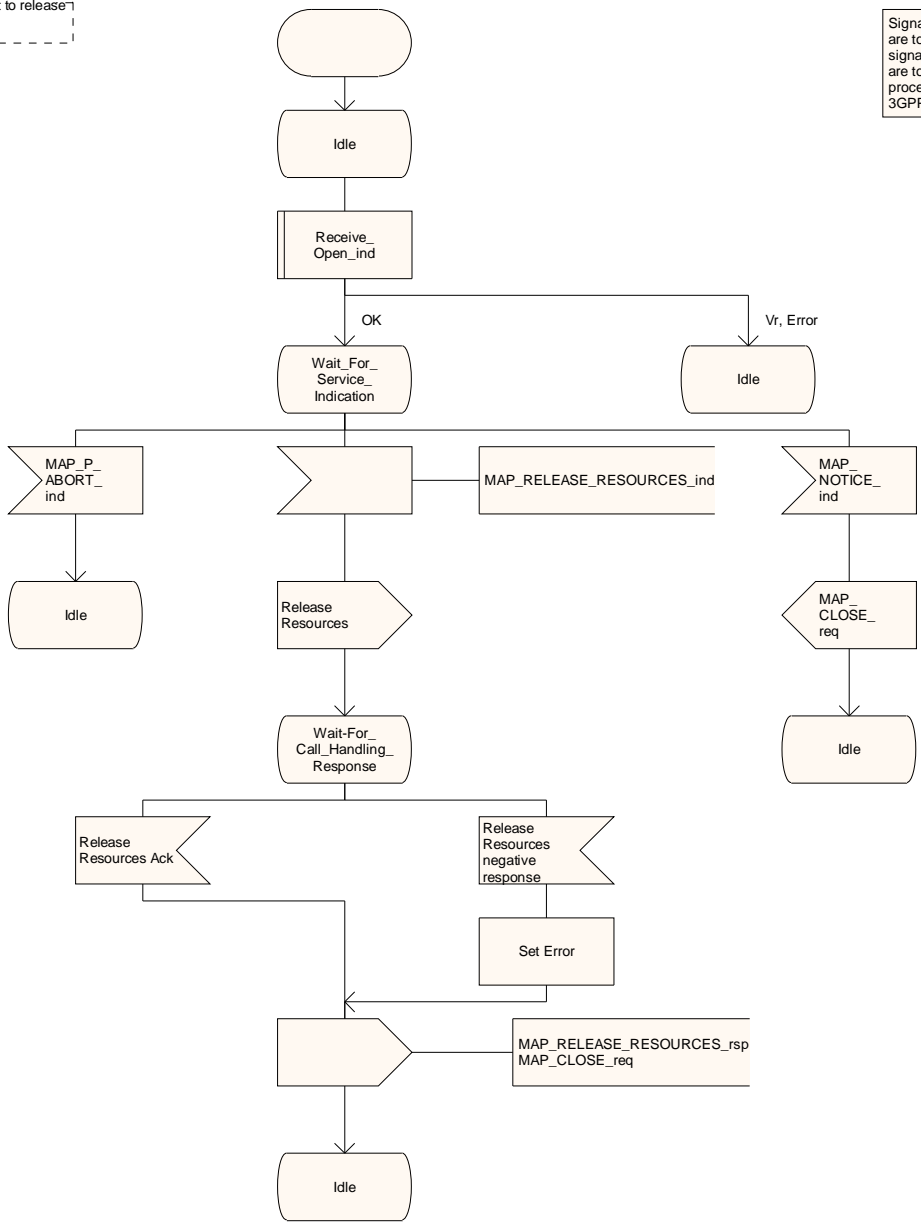 to release
Signa
are to
signa
are to
proce
3GPP
Idle
Receive_
Open_ind
OK
Vr, Error
Wait_For_
Service_
Indication
Idle
MAP_P_
ABORT_
ind
MAP_RELEASE_RESOURCES_ind
MAP_
NOTICE_
ind
Idle
Release
Resources
MAP_
CLOSE_
req
Wait-For_
Call_Handling_
Response
Idle
Release
Resources Ack
Release
Resources
negative
response
Set Error
MAP_RELEASE_RESOURCES_rsp
MAP_CLOSE_req
Idle